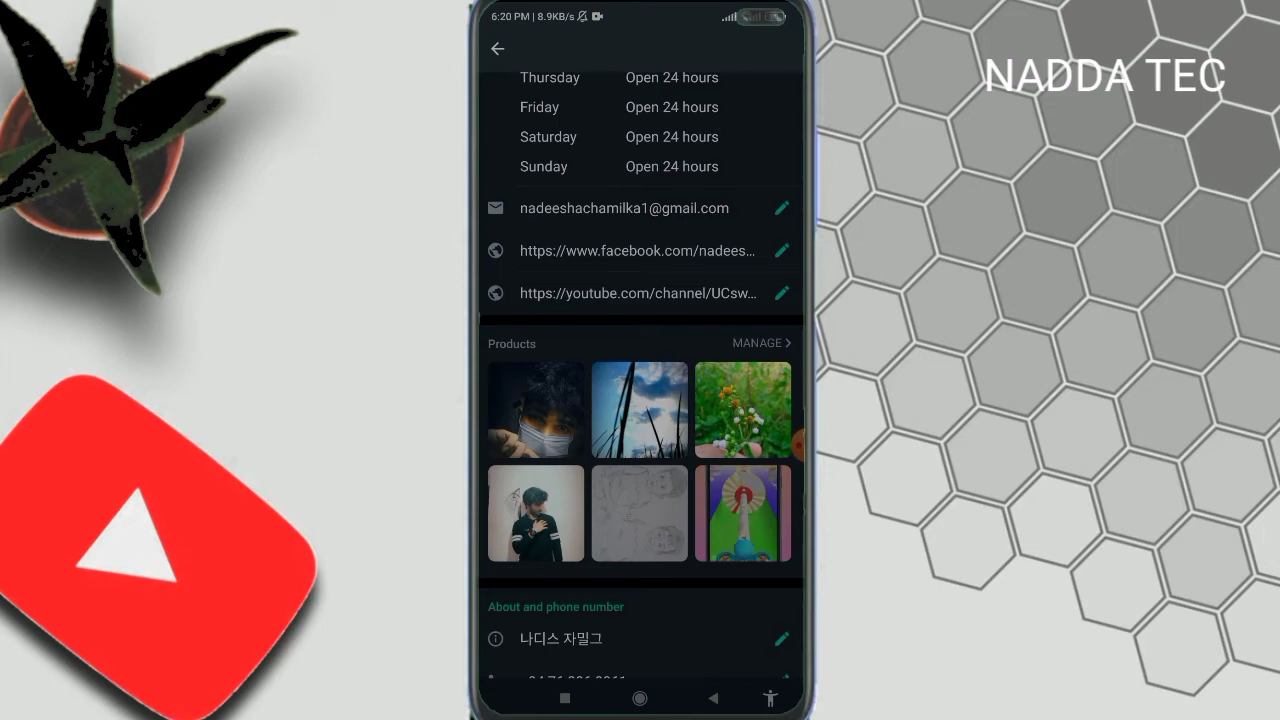 6:20 PM | 8.9KB/s
NADDA TEC
Thursday Open 24 hours
Friday Open 24 hours
Saturday Open 24 hours
Sunday Open 24 hours
nadeeshachamilka1@gmail.com
https://www.facebook.com/nadees...
https://youtube.com/channel/UCsw...
Products MANAGE
About and phone number
나디스 자밀그